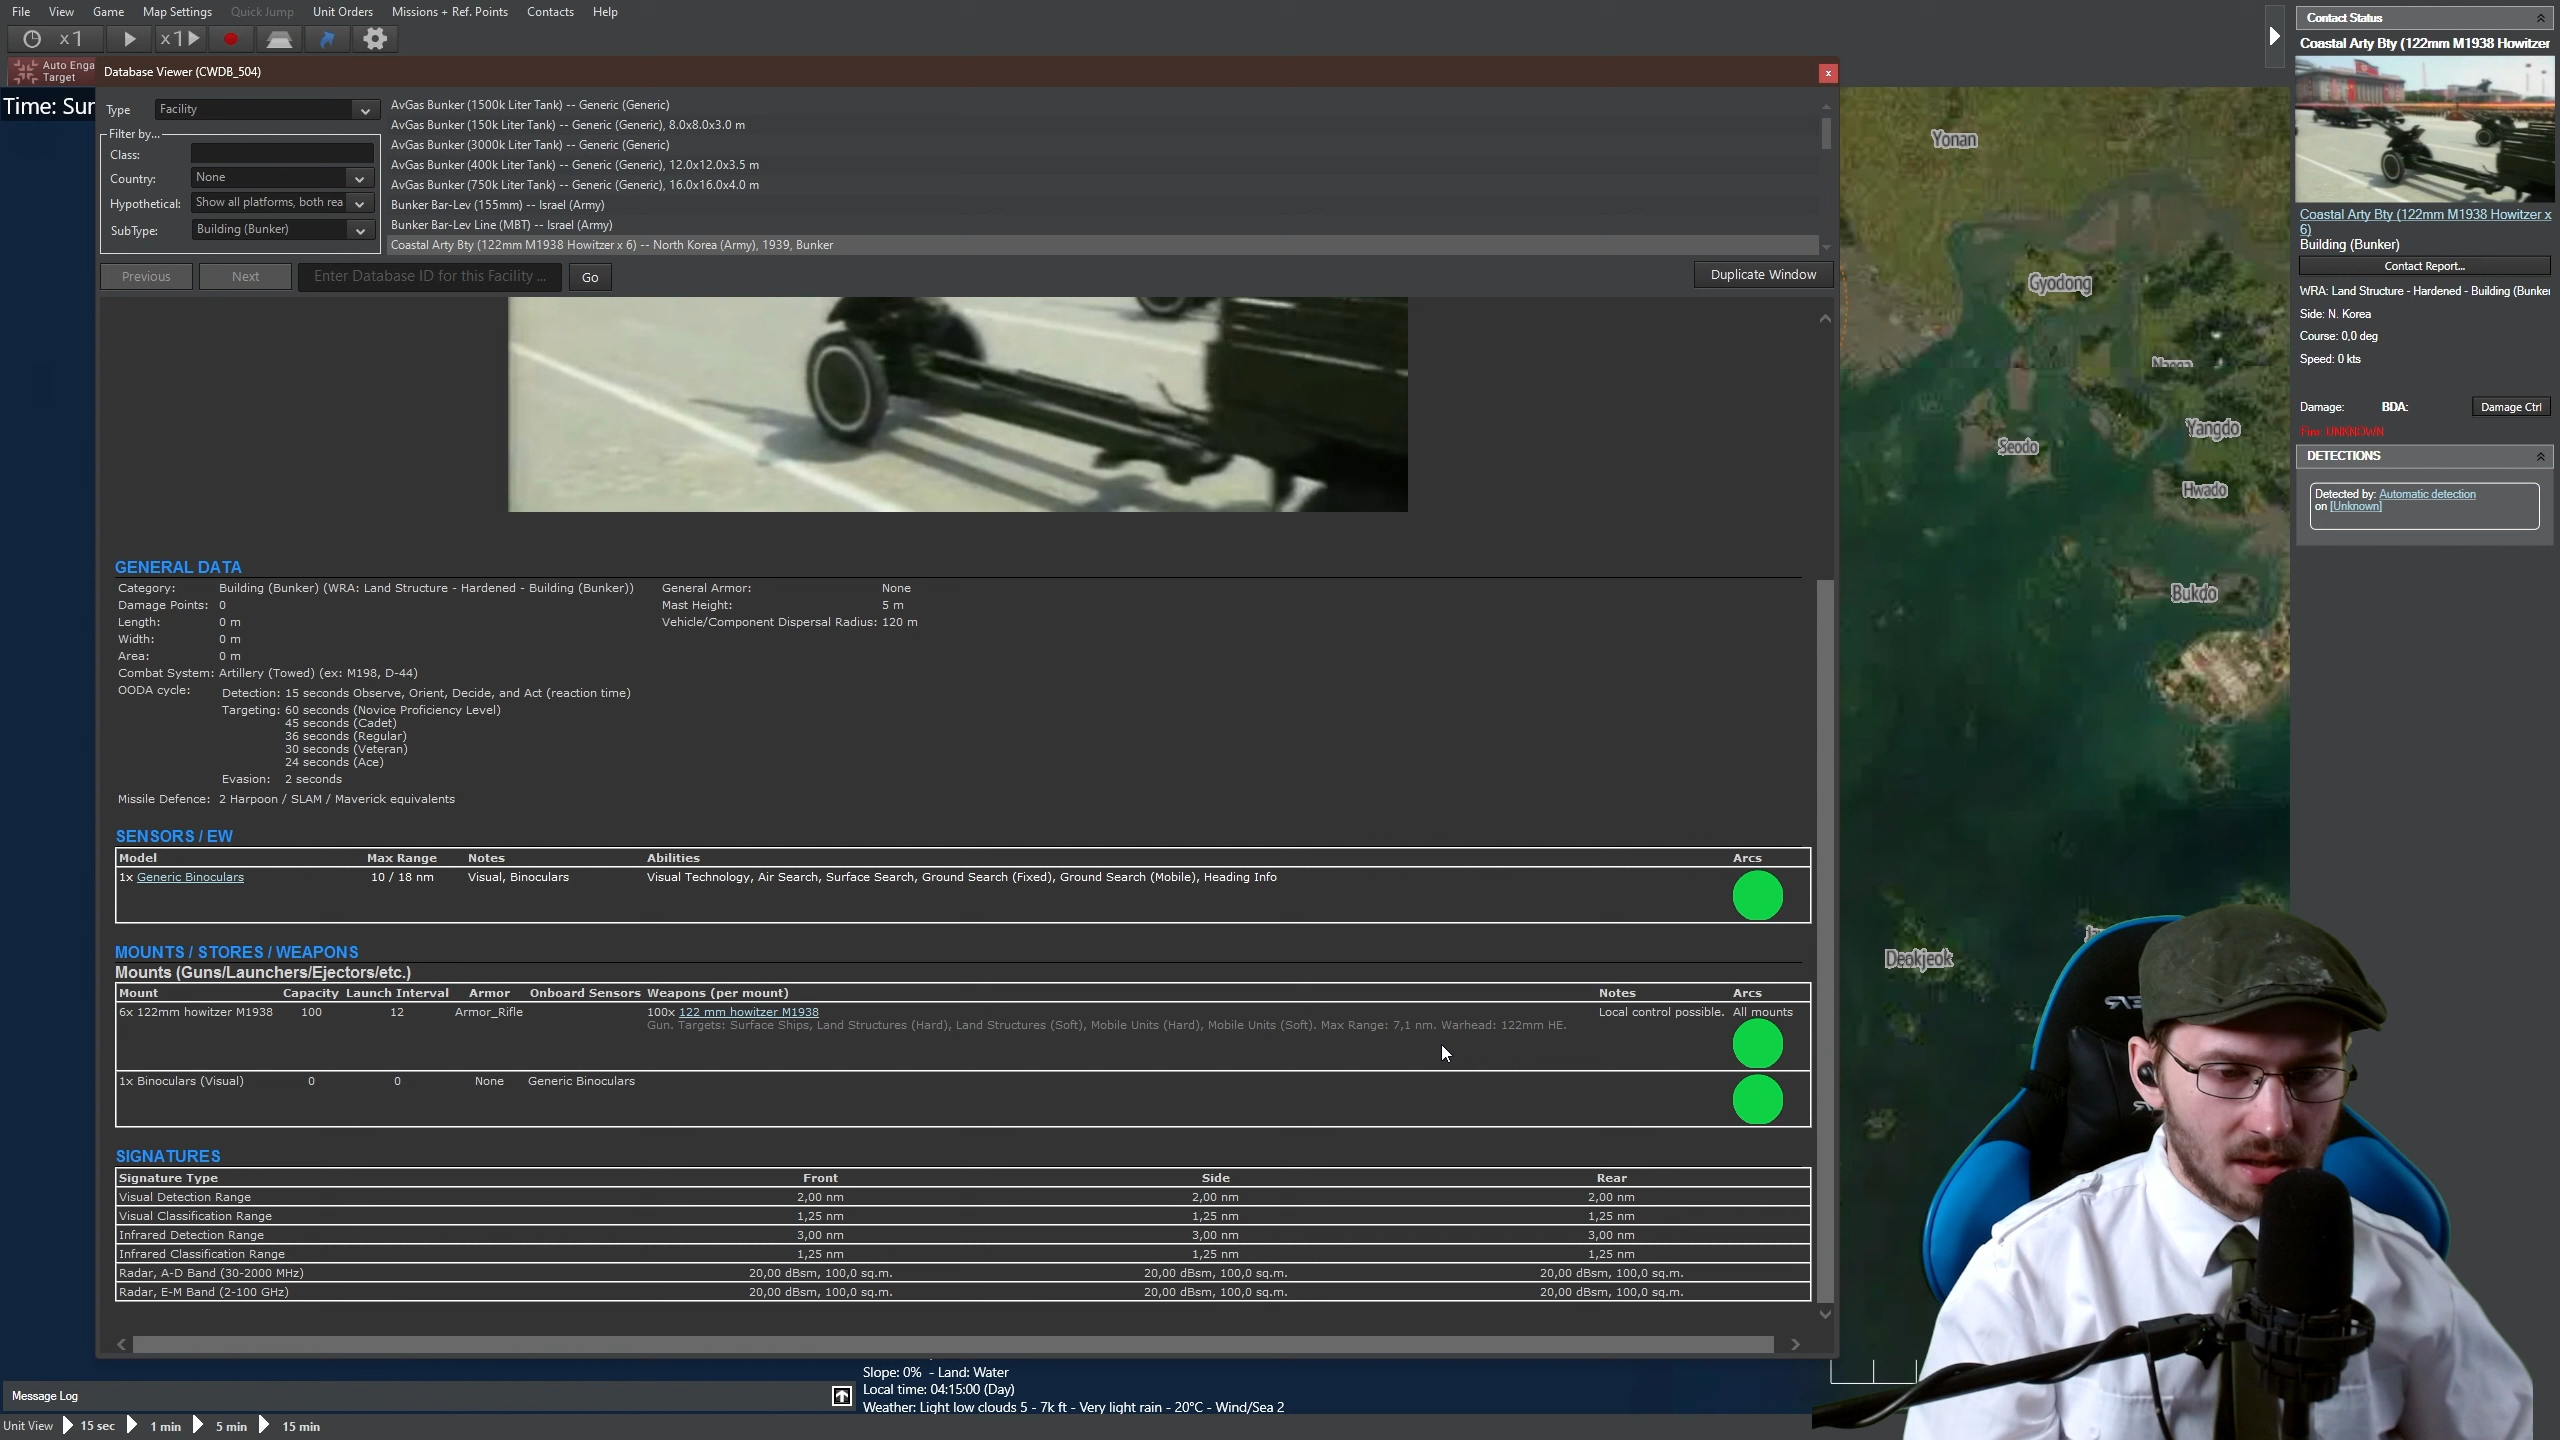 File View Game Map Settings Quick Jump Unit Orders Missions + Ref. Points Contacts Help
x1 x1
Auto Enga
Target
Time: Sur
Database Viewer (CWDB_504)
x
Type Facility
Filter by...
Class:
Country: None
Hypothetical: Show all platforms, both rea
SubType: Building (Bunker)
AvGas Bunker (1500k Liter Tank) -- Generic (Generic)
AvGas Bunker (150k Liter Tank) -- Generic (Generic), 8.0x8.0x3.0 m
AvGas Bunker (3000k Liter Tank) -- Generic (Generic)
AvGas Bunker (400k Liter Tank) -- Generic (Generic), 12.0x12.0x3.5 m
AvGas Bunker (750k Liter Tank) -- Generic (Generic), 16.0x16.0x4.0 m
Bunker Bar-Lev (155mm) -- Israel (Army)
Bunker Bar-Lev Line (MBT) -- Israel (Army)
Coastal Arty Bty (122mm M1938 Howitzer x 6) -- North Korea (Army), 1939, Bunker
Previous Next Enter Database ID for this Facility ... Go Duplicate Window
GENERAL DATA
Category: Building (Bunker) (WRA: Land Structure - Hardened - Building (Bunker)) General Armor: None
Damage Points: 0 Mast Height: 5 m
Length: 0 m Vehicle/Component Dispersal Radius: 120 m
Width: 0 m
Area: 0 m
Combat System: Artillery (Towed) (ex: M198, D-44)
OODA cycle: Detection: 15 seconds Observe, Orient, Decide, and Act (reaction time)
Targeting: 60 seconds (Novice Proficiency Level)
45 seconds (Cadet)
36 seconds (Regular)
30 seconds (Veteran)
24 seconds (Ace)
Evasion: 2 seconds
Missile Defence: 2 Harpoon / SLAM / Maverick equivalents
SENSORS / EW
Model Max Range Notes Abilities Arcs
1x Generic Binoculars 10 / 18 nm Visual, Binoculars Visual Technology, Air Search, Surface Search, Ground Search (Fixed), Ground Search (Mobile), Heading Info
MOUNTS / STORES / WEAPONS
Mounts (Guns/Launchers/Ejectors/etc.)
Mount Capacity Launch Interval Armor Onboard Sensors Weapons (per mount) Notes Arcs
6x 122mm howitzer M1938 100 12 Armor_Rifle 100x 122 mm howitzer M1938 Local control possible. All mounts
Gun. Targets: Surface Ships, Land Structures (Hard), Land Structures (Soft), Mobile Units (Hard), Mobile Units (Soft). Max Range: 7,1 nm. Warhead: 122mm HE.
1x Binoculars (Visual) 0 0 None Generic Binoculars
SIGNATURES
Signature Type Front Side Rear
Visual Detection Range 2,00 nm 2,00 nm 2,00 nm
Visual Classification Range 1,25 nm 1,25 nm 1,25 nm
Infrared Detection Range 3,00 nm 3,00 nm 3,00 nm
Infrared Classification Range 1,25 nm 1,25 nm 1,25 nm
Radar, A-D Band (30-2000 MHz) 20,00 dBsm, 100,0 sq.m. 20,00 dBsm, 100,0 sq.m. 20,00 dBsm, 100,0 sq.m.
Radar, E-M Band (2-100 GHz) 20,00 dBsm, 100,0 sq.m. 20,00 dBsm, 100,0 sq.m. 20,00 dBsm, 100,0 sq.m.
Slope: 0% - Land: Water
Local time: 04:15:00 (Day)
Weather: Light low clouds 5 - 7k ft - Very light rain - 20°C - Wind/Sea 2
Message Log
Unit View 15 sec 1 min 5 min 15 min
Yonan
Gyodong
Yangdo
Seodo
Hwado
Bukdo
Deokjeok
Contact Status
Coastal Arty Bty (122mm M1938 Howitzer
Coastal Arty Bty (122mm M1938 Howitzer x
6)
Building (Bunker)
Contact Report...
WRA: Land Structure - Hardened - Building (Bunker
Side: N. Korea
Course: 0,0 deg
Speed: 0 kts
Damage: BDA: Damage Ctrl
Fire: UNKNOWN
DETECTIONS
Detected by: Automatic detection
on [Unknown]